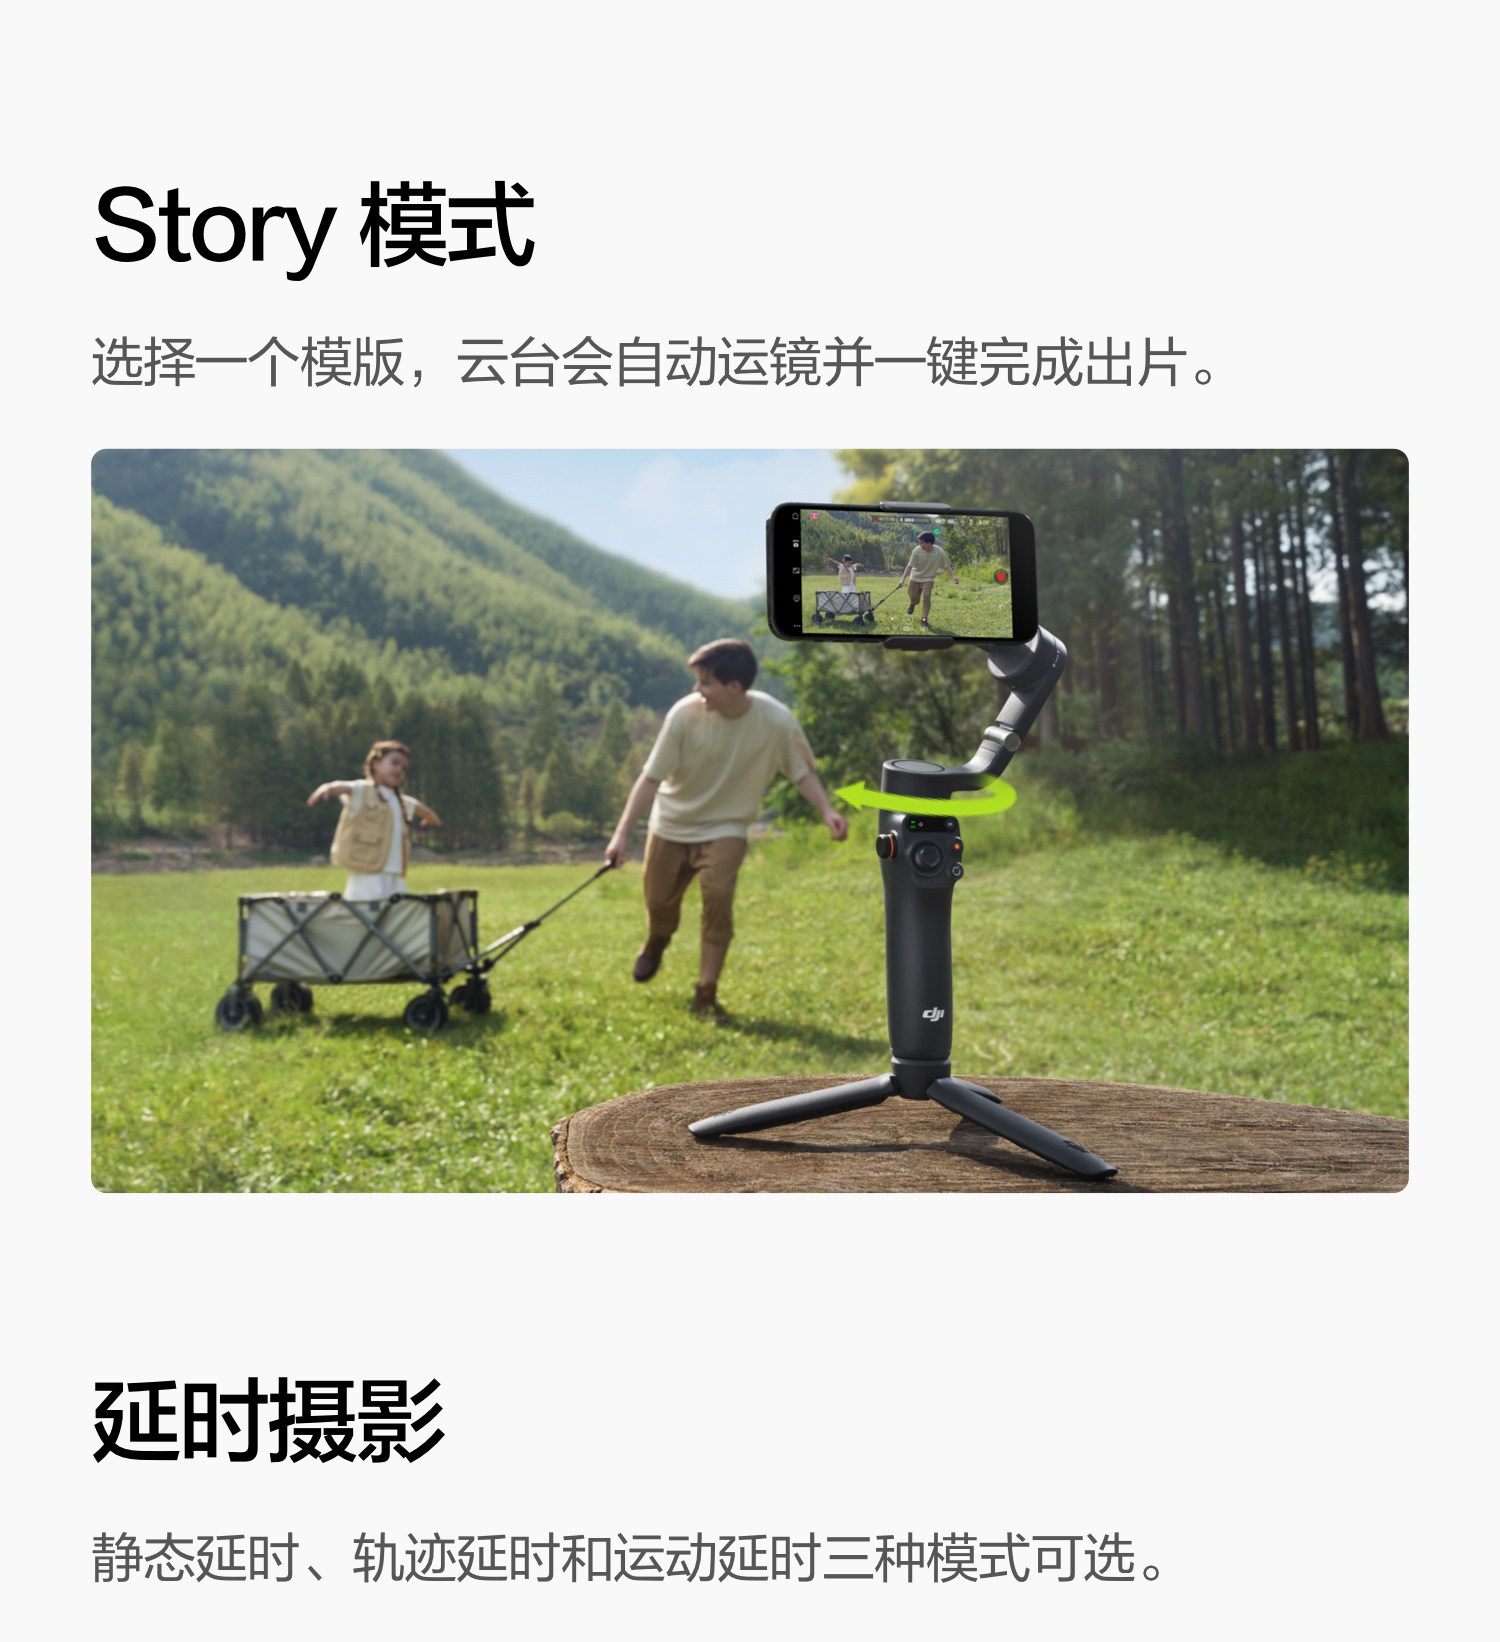 Story 模式
选择一个模版，云台会自动运镜并一键完成出片。
dji
延时摄影
静态延时、轨迹延时和运动延时三种模式可选。